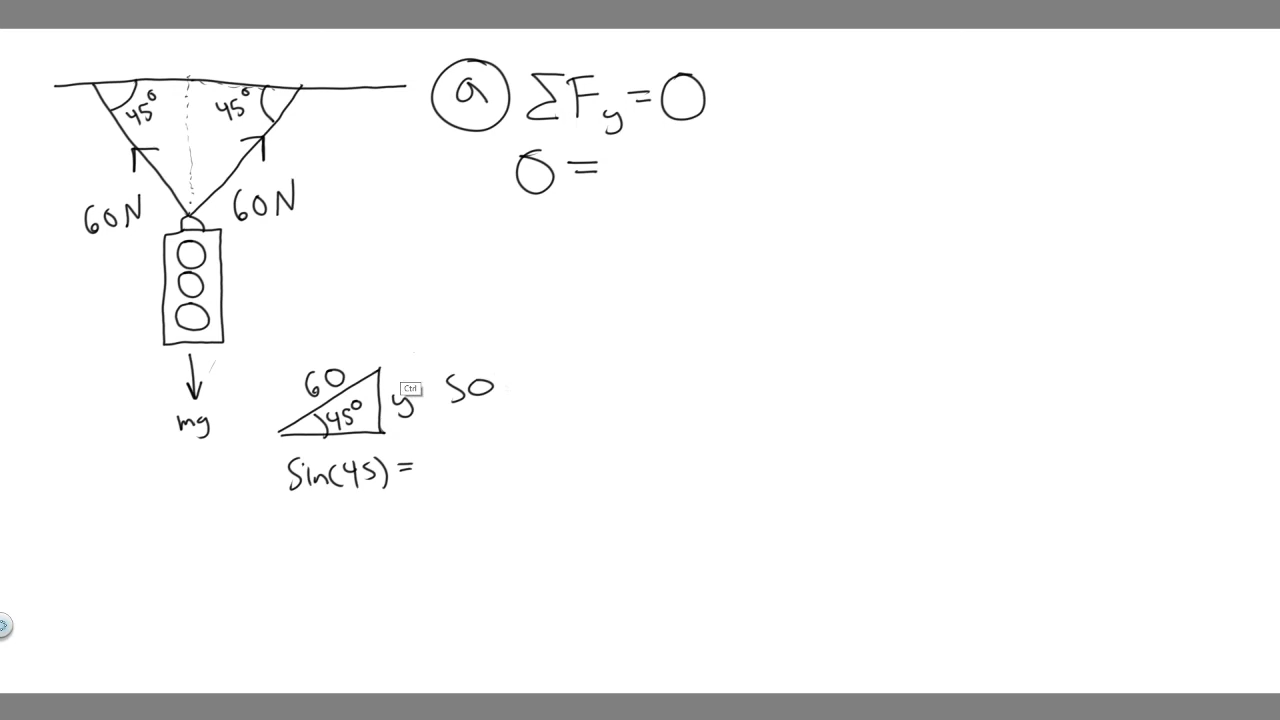 45° 45°
60N 60N
mg
a ΣFy = 0
0 =
60
45°
y
Ctrl
SO
Sin(45) =